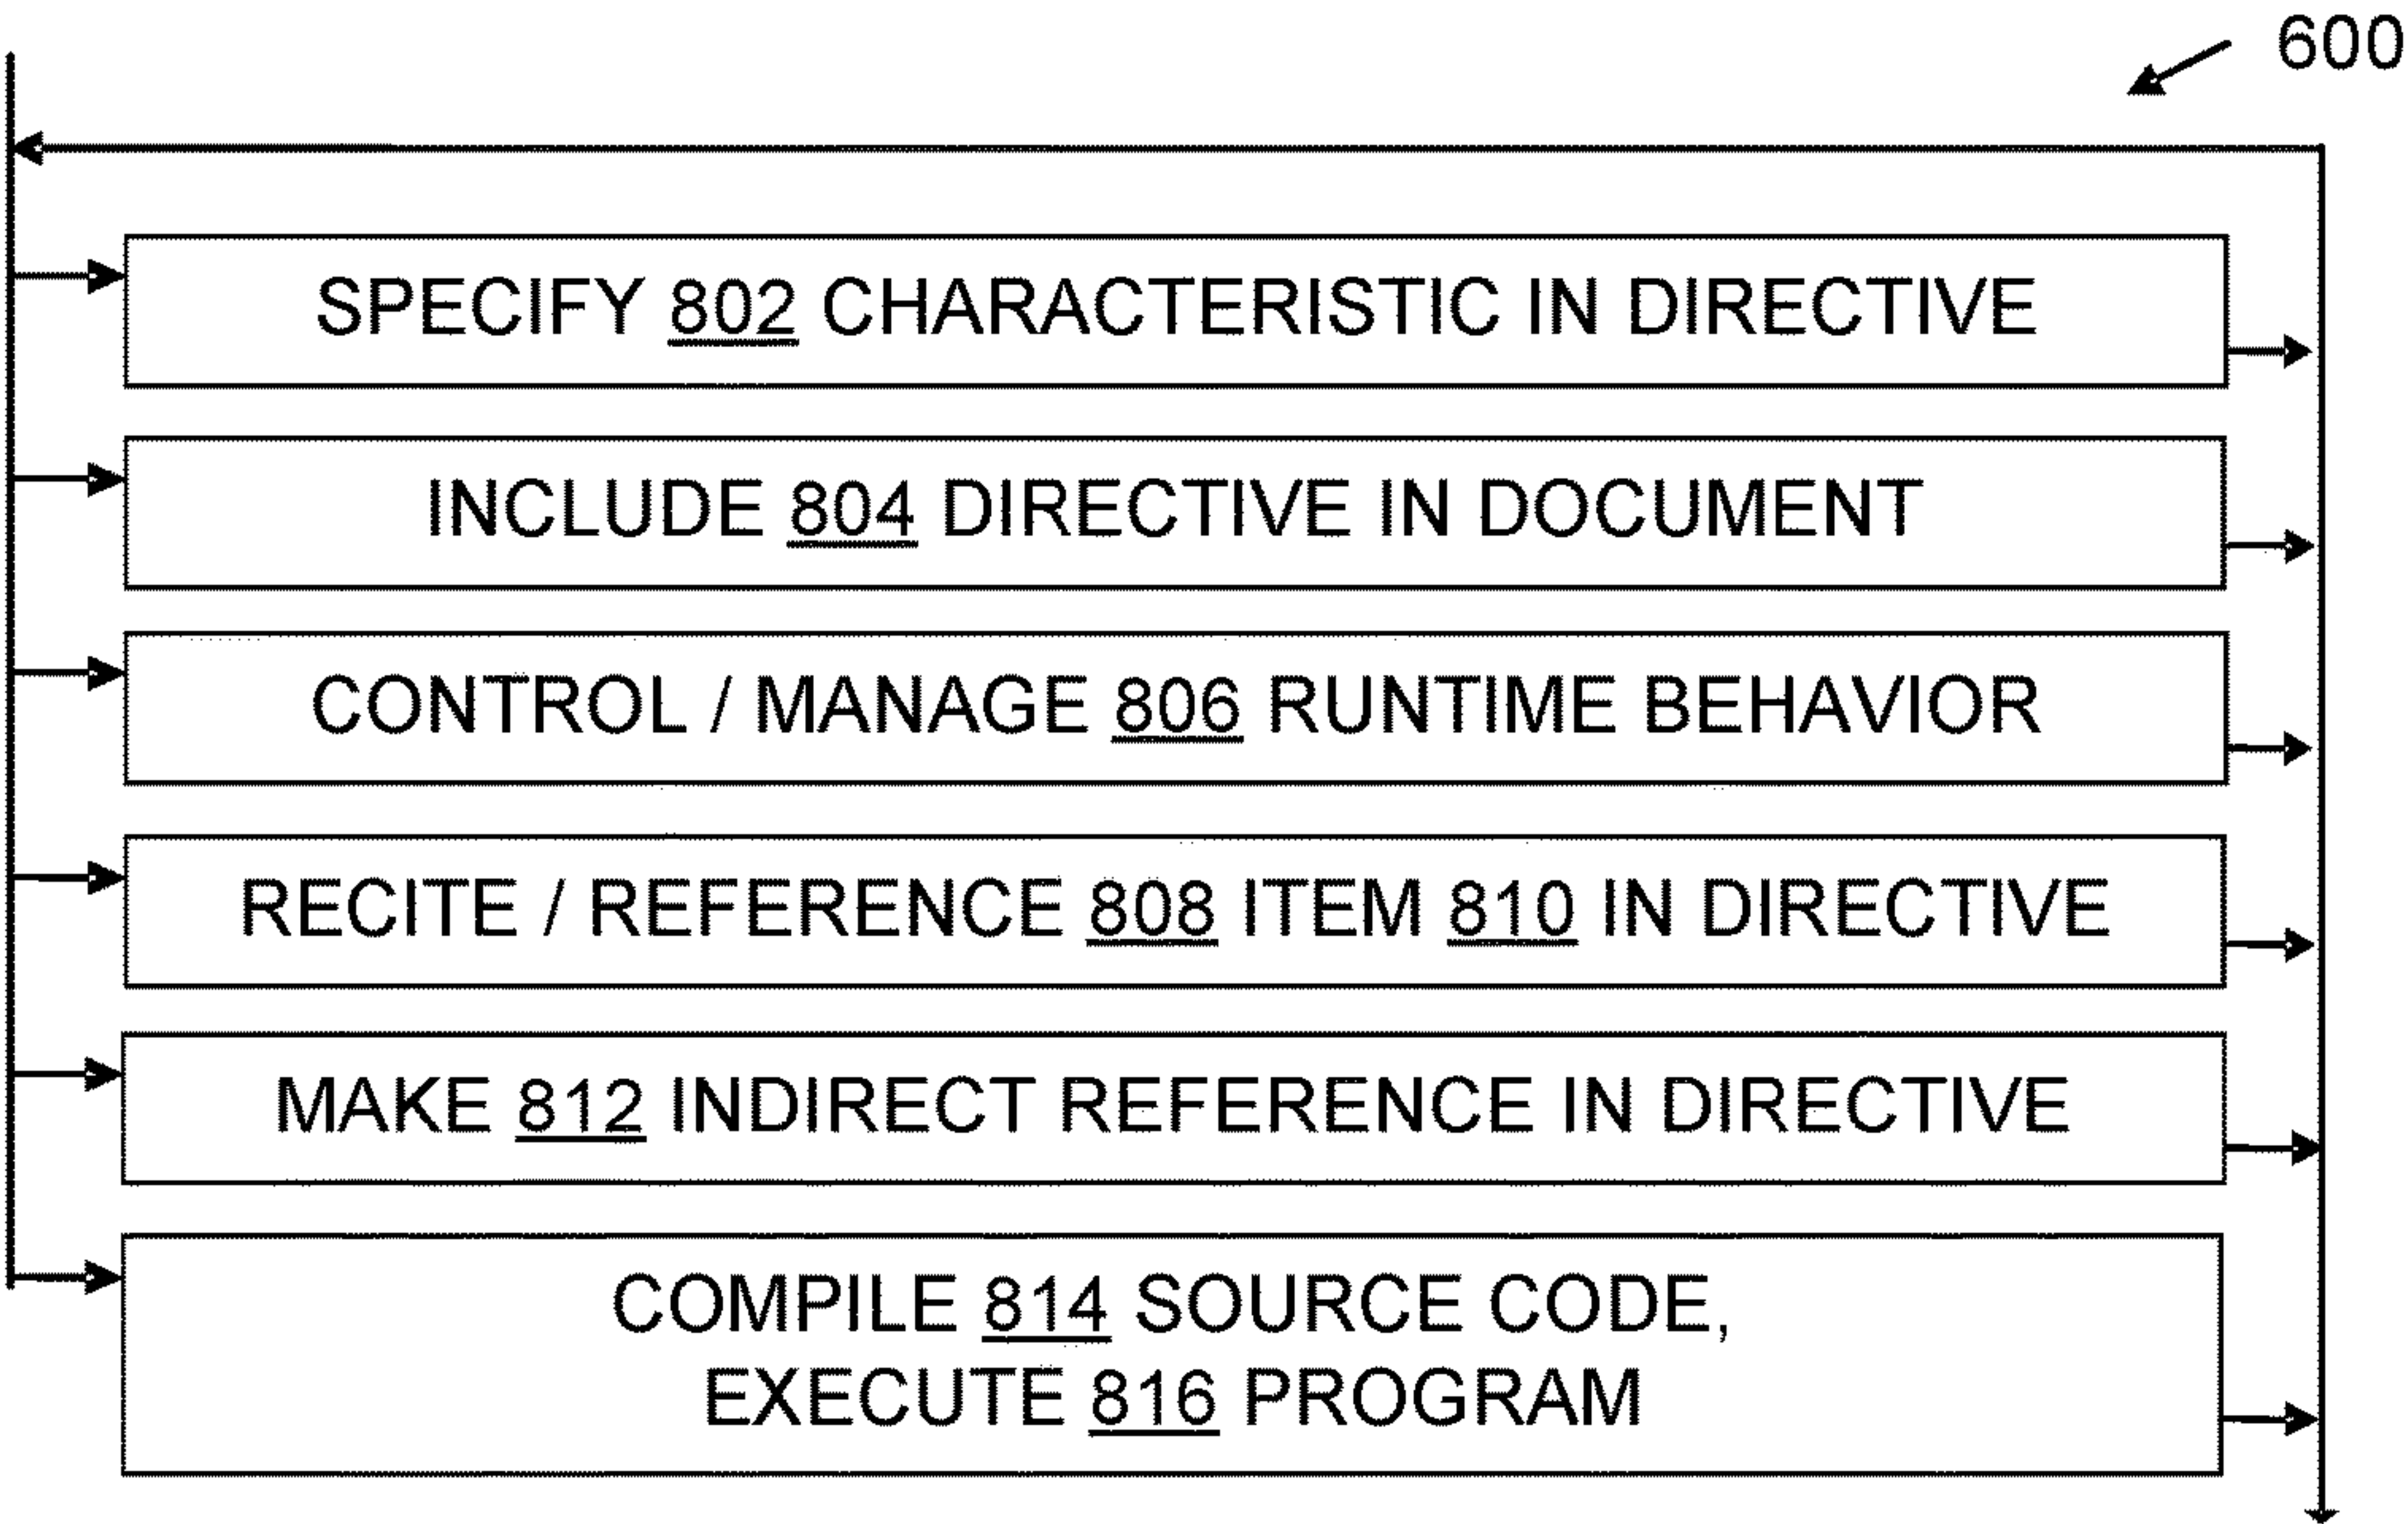 600
SPECIFY 802 CHARACTERISTIC IN DIRECTIVE
INCLUDE 804 DIRECTIVE IN DOCUMENT
CONTROL / MANAGE 806 RUNTIME BEHAVIOR
RECITE / REFERENCE 808 ITEM 810 IN DIRECTIVE
MAKE 812 INDIRECT REFERENCE IN DIRECTIVE
COMPILE 814 SOURCE CODE,
EXECUTE 816 PROGRAM